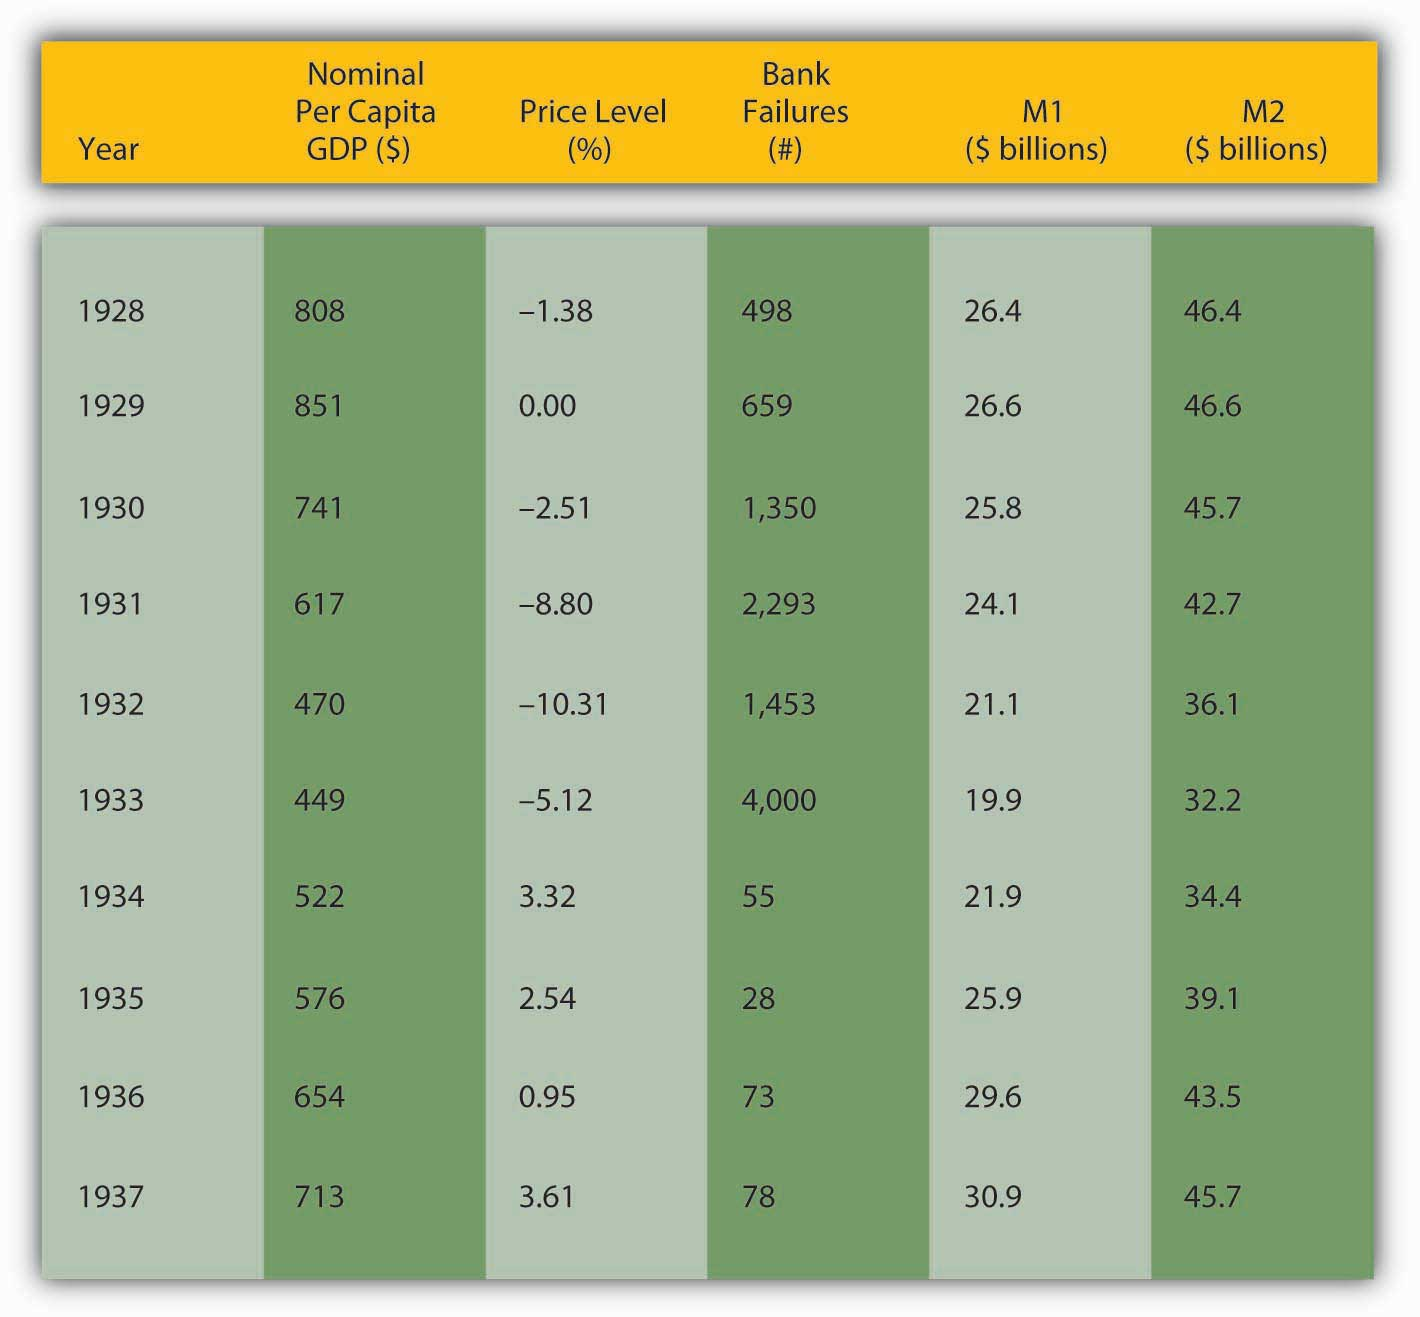 Year Nominal Per Capita GDP ($) Price Level (%) Bank Failures (#) M1 ($ billions) M2 ($ billions)
1928 808 –1.38 498 26.4 46.4
1929 851 0.00 659 26.6 46.6
1930 741 –2.51 1,350 25.8 45.7
1931 617 –8.80 2,293 24.1 42.7
1932 470 –10.31 1,453 21.1 36.1
1933 449 –5.12 4,000 19.9 32.2
1934 522 3.32 55 21.9 34.4
1935 576 2.54 28 25.9 39.1
1936 654 0.95 73 29.6 43.5
1937 713 3.61 78 30.9 45.7